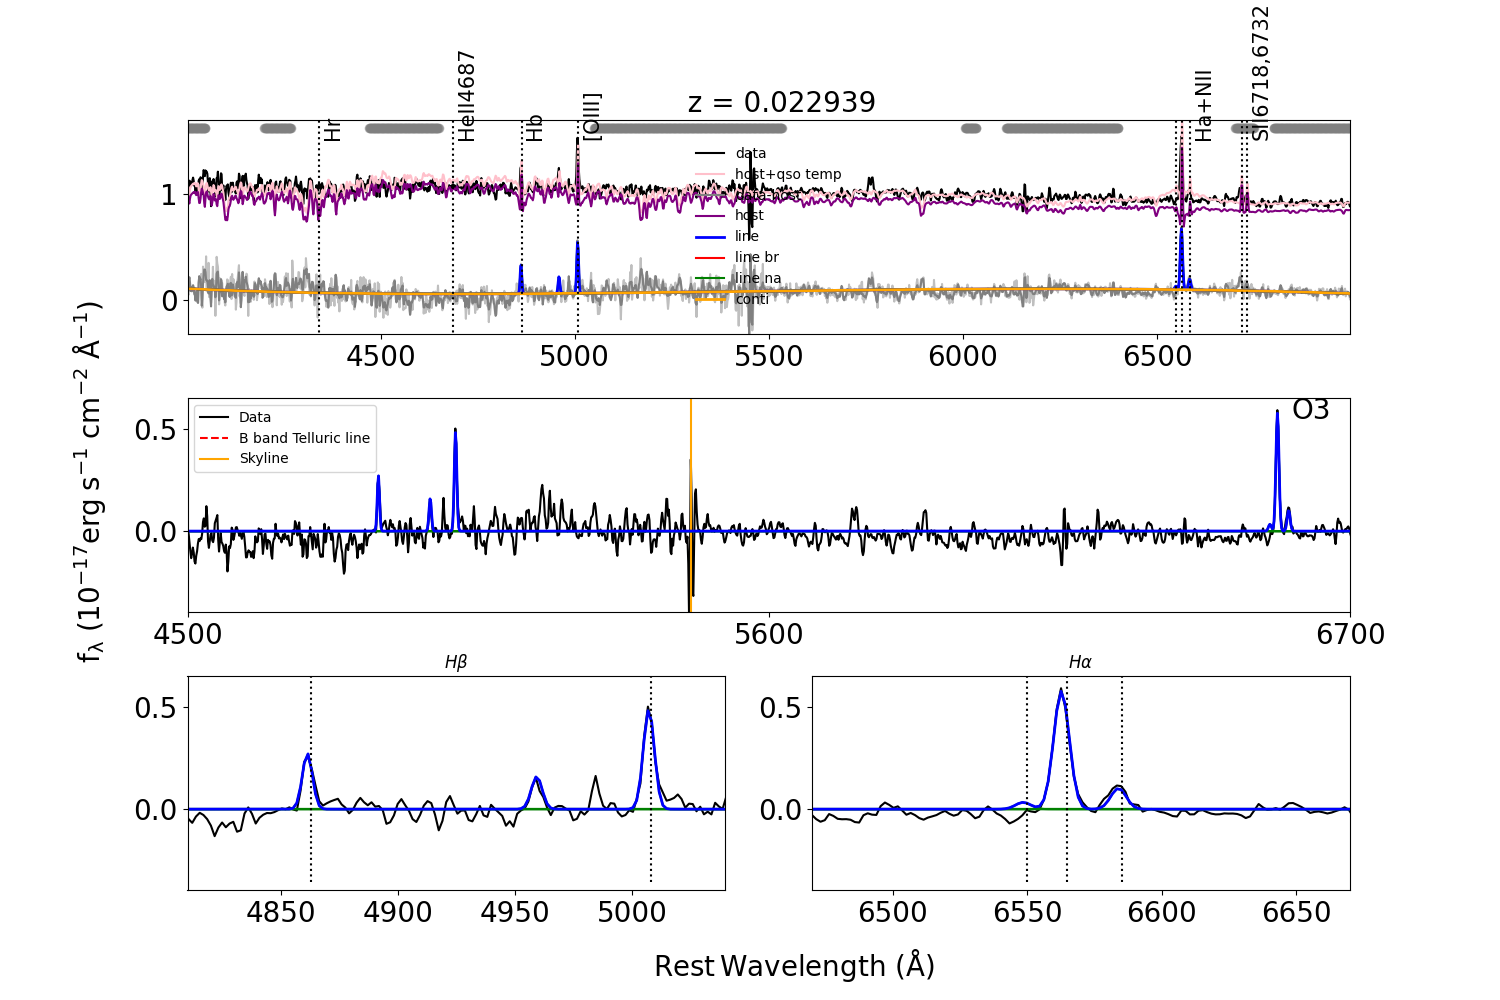 z = 0.022939
Hr
HeII4687
Hb
[OIII]
Ha+NII
SII6718,6732
data
host+qso temp
data-host
host
line
line br
line na
conti
1
0
4500 5000 5500 6000 6500
fλ (10⁻¹⁷erg s⁻¹ cm⁻² Å⁻¹)
Data
B band Telluric line
Skyline
O3
0.5
0.0
4500 5600 6700
Hβ
0.5
0.0
4850 4900 4950 5000
Hα
0.5
0.0
6500 6550 6600 6650
Rest Wavelength (Å)